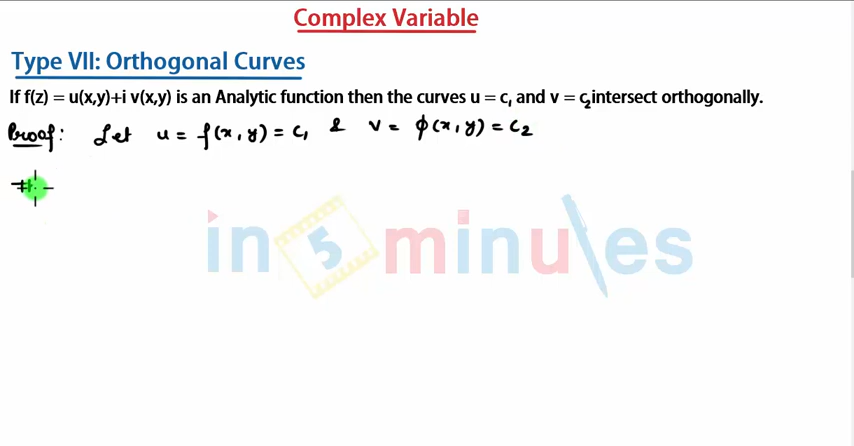 Complex Variable
Type VII: Orthogonal Curves
If f(z) = u(x,y)+i v(x,y) is an Analytic function then the curves u = c₁ and v = c₂ intersect orthogonally.
Proof: Let u = f(x, y) = c₁ & v = ϕ(x, y) = c₂
in 5 minutes